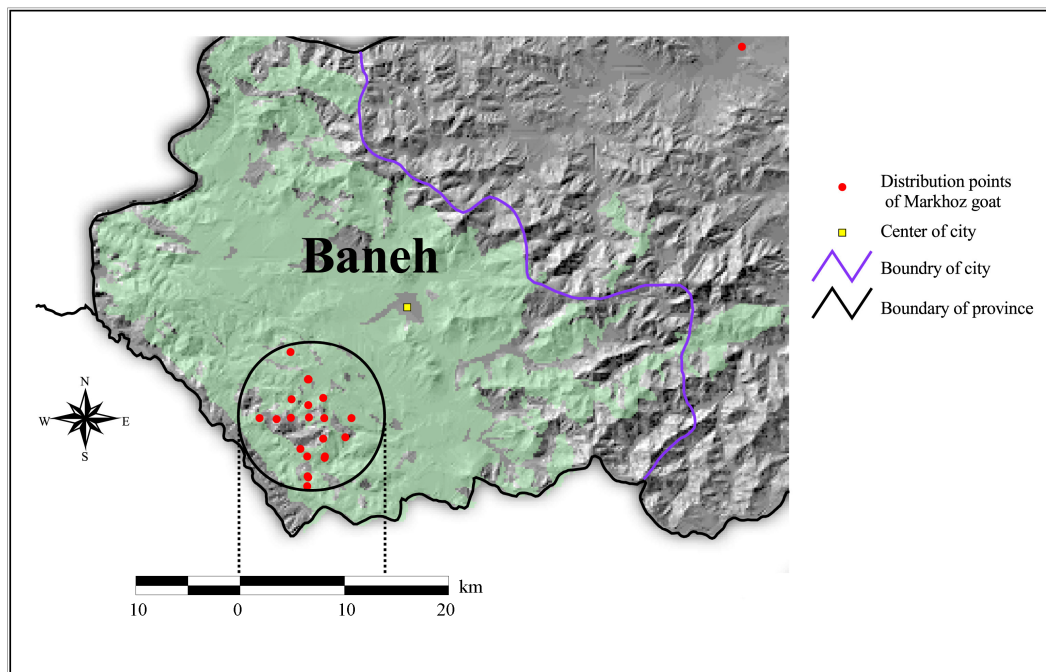 Baneh
N
W
E
S
10 0 10 20 km
Distribution points
of Markhoz goat
Center of city
Boundry of city
Boundary of province